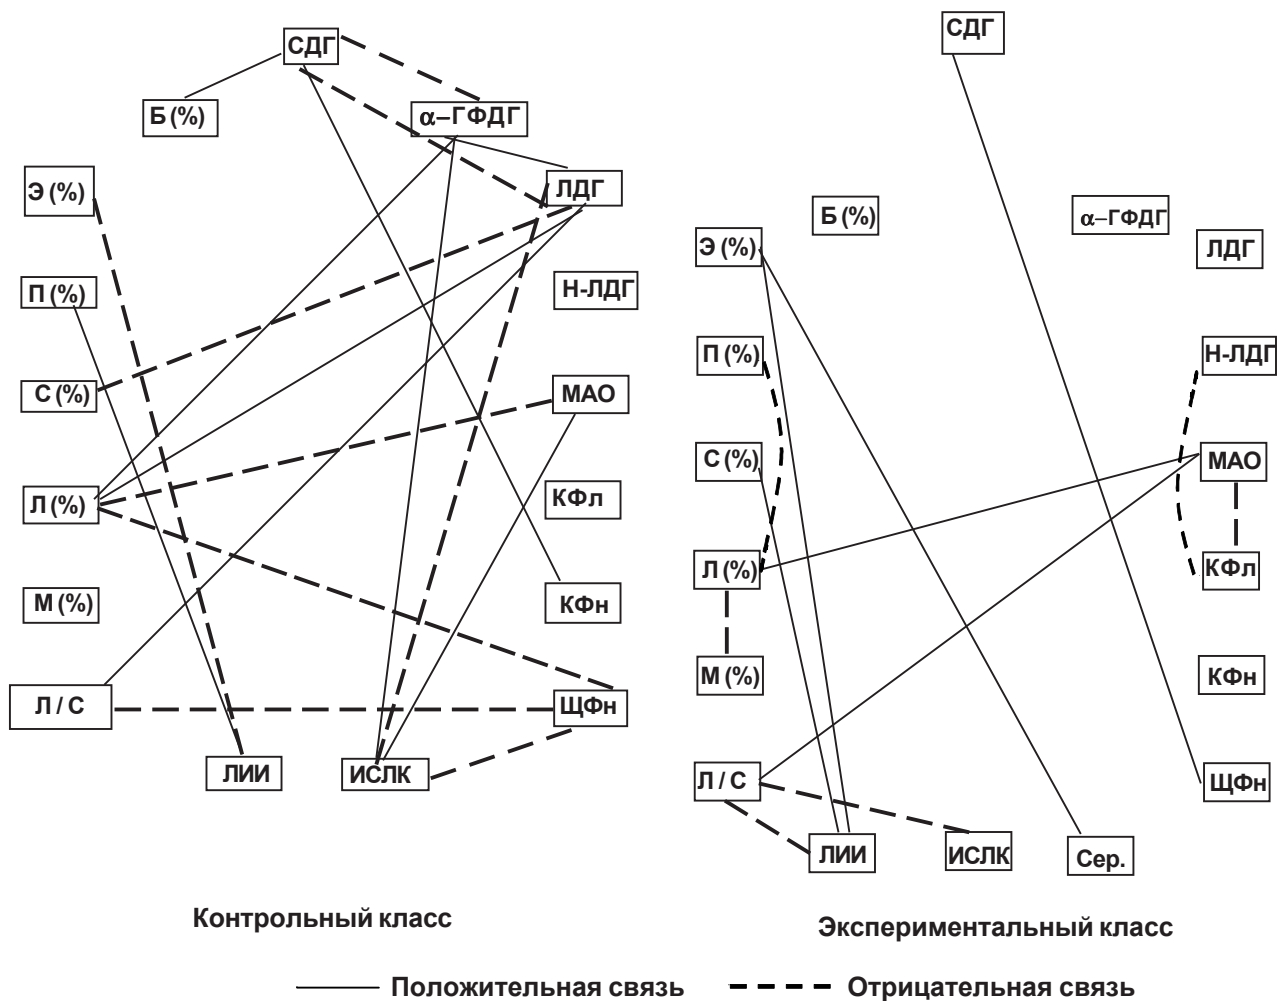 СДГ
Б (%)
α–ГФДГ
Э (%)
ЛДГ
П (%)
Н-ЛДГ
С (%)
МАО
Л (%)
КФл
М (%)
КФн
Л / С
ЩФн
ЛИИ
ИСЛК
Контрольный класс
СДГ
Б (%)
α–ГФДГ
Э (%)
ЛДГ
П (%)
Н-ЛДГ
С (%)
МАО
Л (%)
КФл
М (%)
КФн
Л / С
ЩФн
ЛИИ
ИСЛК
Сер.
Экспериментальный класс
Положительная связь
Отрицательная связь